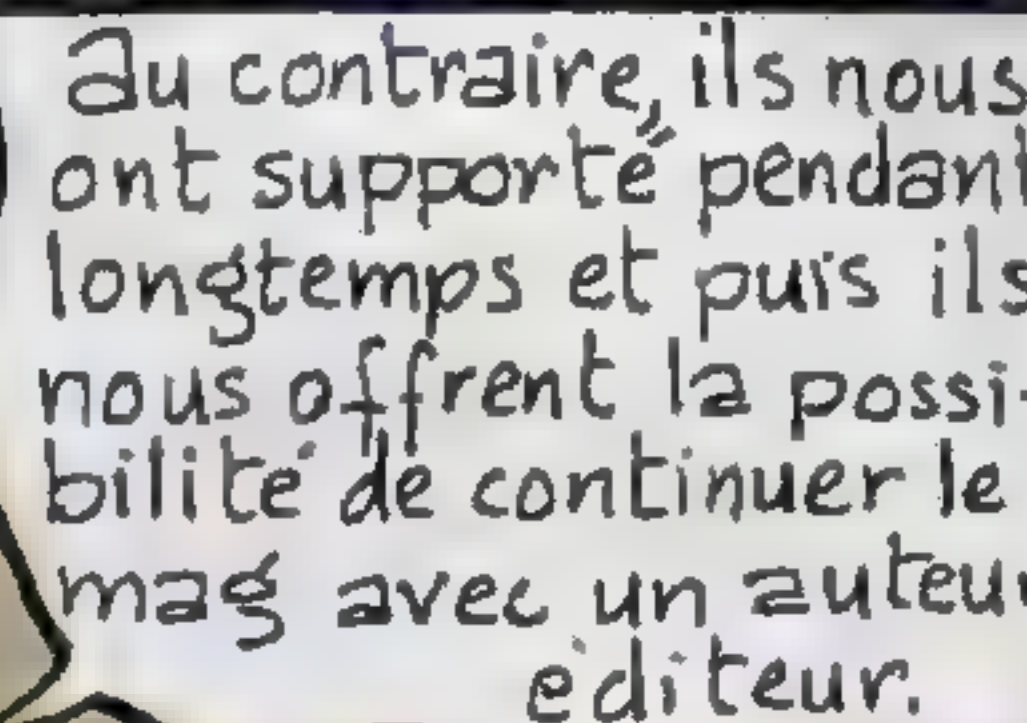 au contraire, ils nous
ont supporté pendant
longtemps et puis ils
nous offrent la possi-
bilité de continuer le
mag avec un auteur
éditeur.